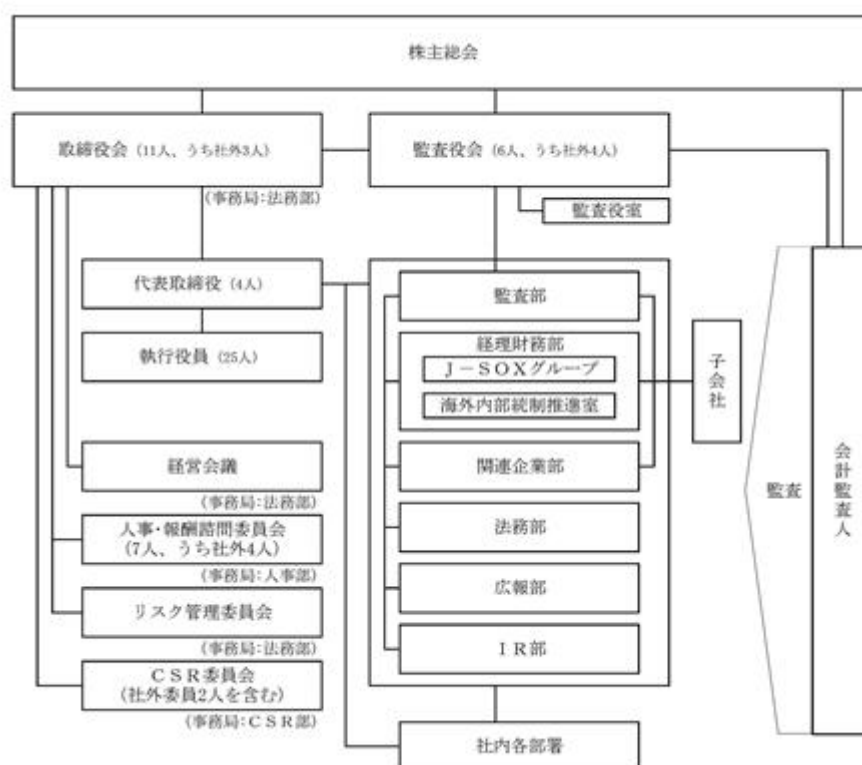 株主総会
取締役会（11人、うち社外3人）
監査役会（6人、うち社外4人）
（事務局：法務部）
監査役室
代表取締役（4人）
執行役員（25人）
経営会議
（事務局：法務部）
人事・報酬諮問委員会
（7人、うち社外4人）
（事務局：人事部）
リスク管理委員会
（事務局：法務部）
ＣＳＲ委員会
（社外委員2人を含む）
（事務局：ＣＳＲ部）
監査部
経理財務部
Ｊ－ＳＯＸグループ
海外内部統制推進室
関連企業部
法務部
広報部
ＩＲ部
社内各部署
子会社
監査
会計監査人